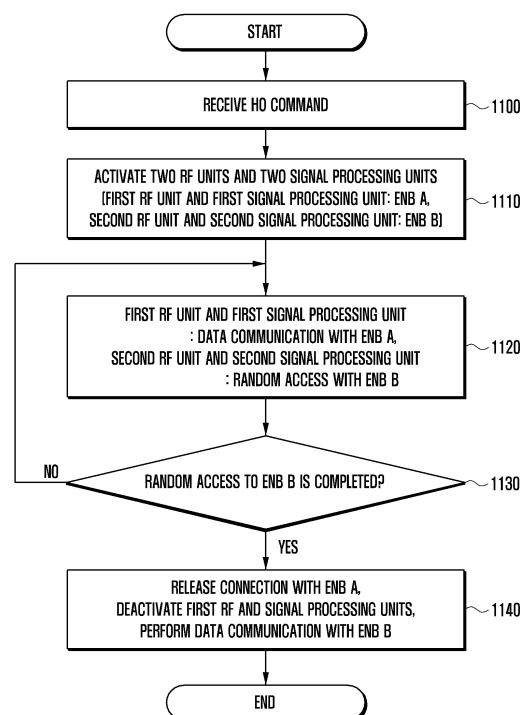 START
RECEIVE HO COMMAND
1100
ACTIVATE TWO RF UNITS AND TWO SIGNAL PROCESSING UNITS
(FIRST RF UNIT AND FIRST SIGNAL PROCESSING UNIT: ENB A,
SECOND RF UNIT AND SECOND SIGNAL PROCESSING UNIT: ENB B)
1110
FIRST RF UNIT AND FIRST SIGNAL PROCESSING UNIT
: DATA COMMUNICATION WITH ENB A,
SECOND RF UNIT AND SECOND SIGNAL PROCESSING UNIT
: RANDOM ACCESS WITH ENB B
1120
NO
RANDOM ACCESS TO ENB B IS COMPLETED?
1130
YES
RELEASE CONNECTION WITH ENB A,
DEACTIVATE FIRST RF AND SIGNAL PROCESSING UNITS,
PERFORM DATA COMMUNICATION WITH ENB B
1140
END